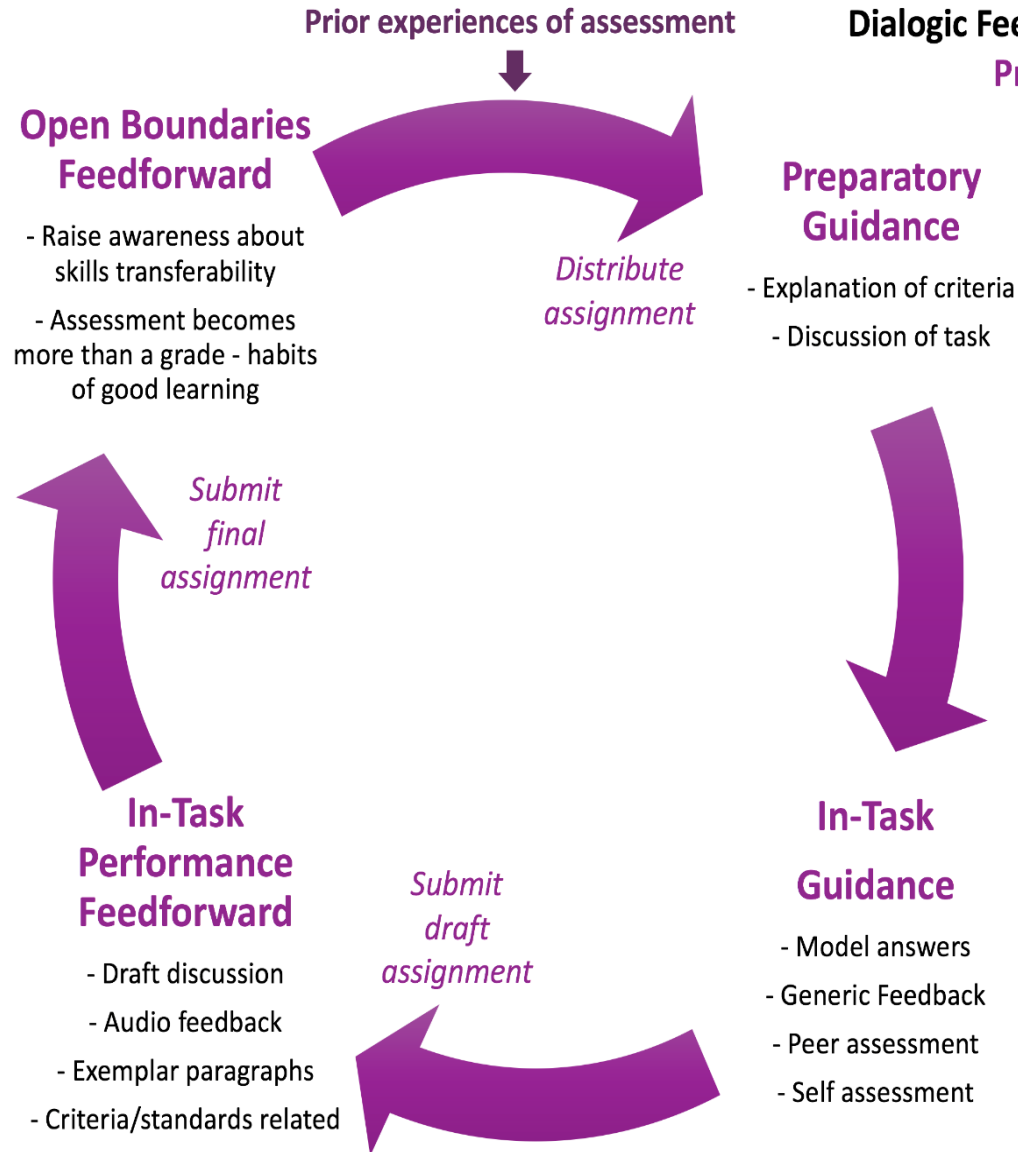 Prior experiences of assessment
Dialogic Fee
Pr
Open Boundaries
Feedforward
- Raise awareness about
skills transferability
- Assessment becomes
more than a grade - habits
of good learning
Distribute
assignment
Preparatory
Guidance
- Explanation of criteria
- Discussion of task
Submit
final
assignment
In-Task
Performance
Feedforward
- Draft discussion
- Audio feedback
- Exemplar paragraphs
- Criteria/standards related
Submit
draft
assignment
In-Task
Guidance
- Model answers
- Generic Feedback
- Peer assessment
- Self assessment